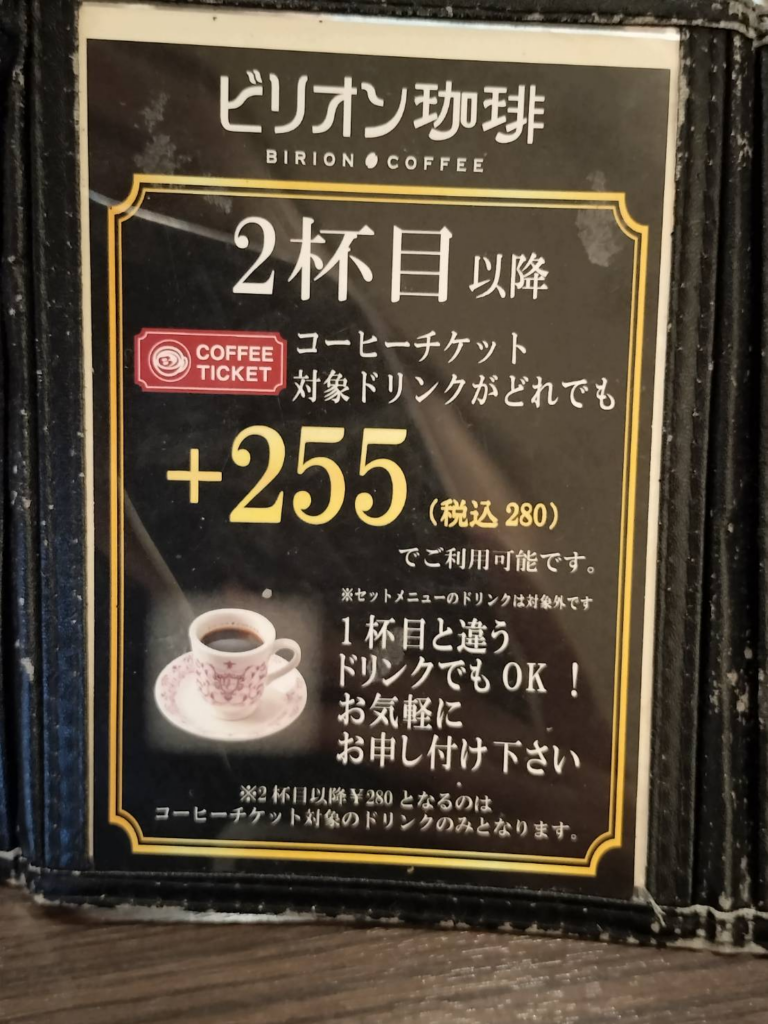 ビリオン珈琲
BIRION COFFEE
2杯目以降
COFFEE
TICKET
コーヒーチケット
対象ドリンクがどれでも
+255（税込280）
でご利用可能です。
※セットメニューのドリンクは対象外です
1杯目と違う
ドリンクでもOK！
お気軽に
お申し付け下さい
※2杯目以降¥280となるのは
コーヒーチケット対象のドリンクのみとなります。